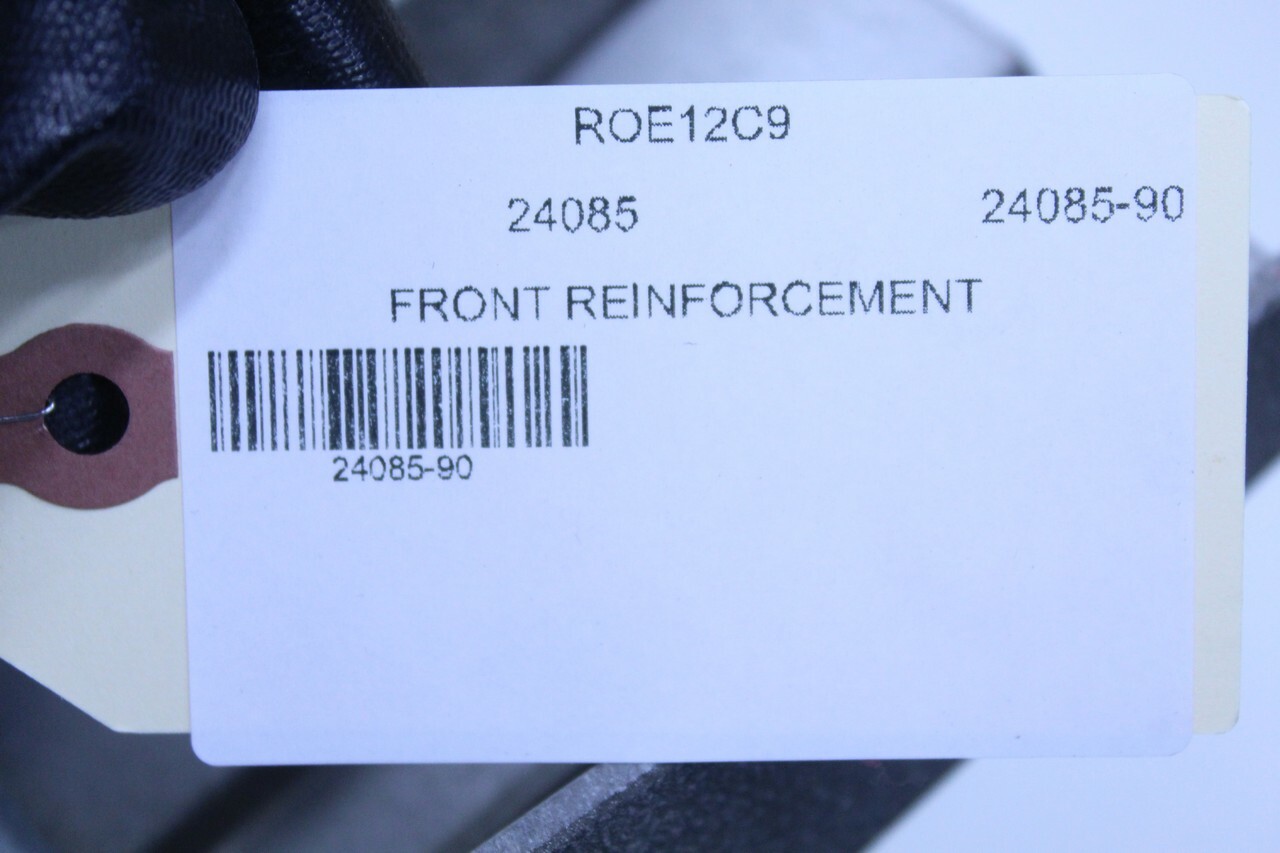 ROE12C9
24085 24085-90
FRONT REINFORCEMENT
24085-90